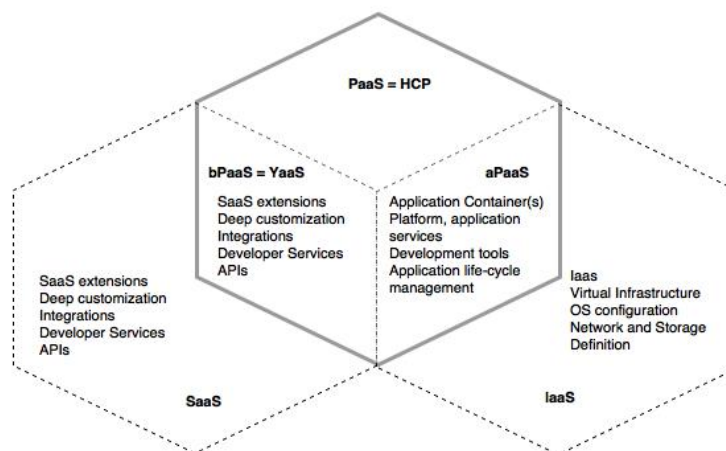 PaaS = HCP
bPaaS = YaaS
SaaS extensions
Deep customization
Integrations
Developer Services
APIs
aPaaS
Application Container(s)
Platform, application
services
Development tools
Application life-cycle
management
SaaS extensions
Deep customization
Integrations
Developer Services
APIs
SaaS
Iaas
Virtual Infrastructure
OS configuration
Network and Storage
Definition
IaaS